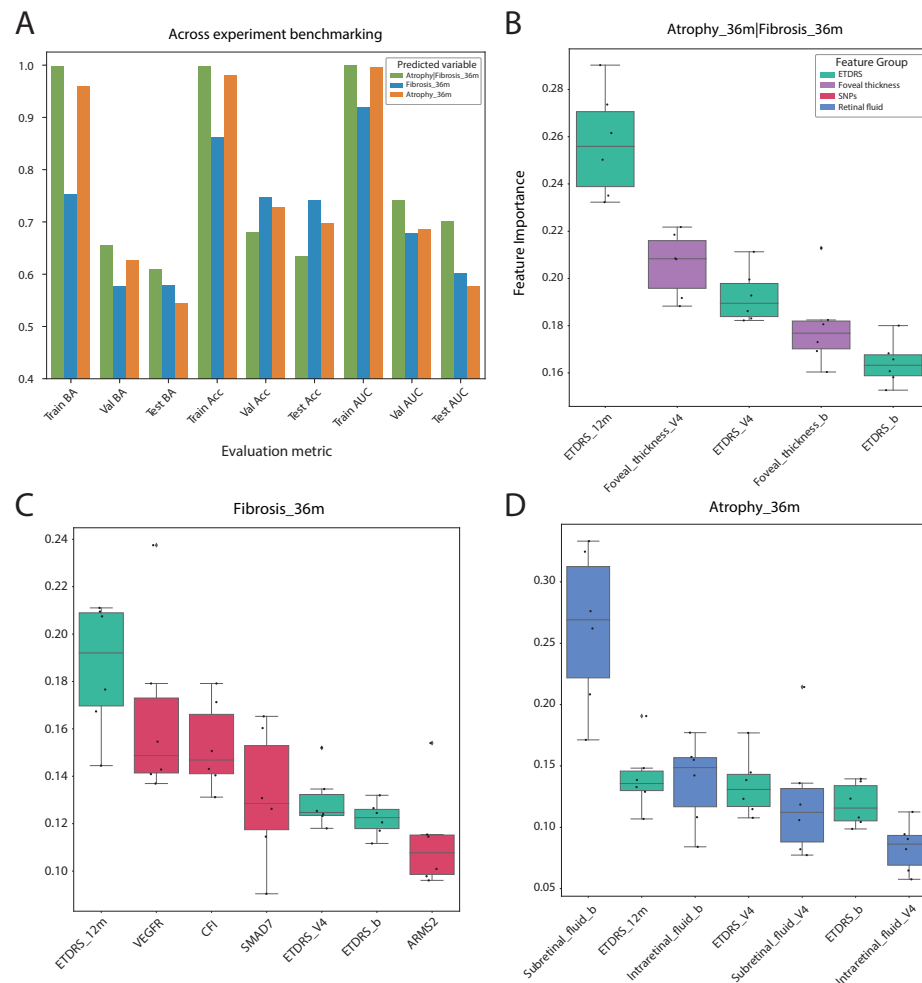 A
Across experiment benchmarking
Predicted variable
Atrophy|Fibrosis_36m
Fibrosis_36m
Atrophy_36m
1.0
0.9
0.8
0.7
0.6
0.5
0.4
Train BA
Val BA
Test BA
Train Acc
Val Acc
Test Acc
Train AUC
Val AUC
Test AUC
Evaluation metric
B
Atrophy_36m|Fibrosis_36m
Feature Group
ETDRS
Foveal thickness
SNPs
Retinal fluid
Feature Importance
0.28
0.26
0.24
0.22
0.20
0.18
0.16
ETDRS_12m
Foveal_thickness_V4
ETDRS_V4
Foveal_thickness_b
ETDRS_b
C
Fibrosis_36m
0.24
0.22
0.20
0.18
0.16
0.14
0.12
0.10
ETDRS_12m
VEGFR
CFI
SMAD7
ETDRS_V4
ETDRS_b
ARMS2
D
Atrophy_36m
0.30
0.25
0.20
0.15
0.10
0.05
Subretinal_fluid_b
ETDRS_12m
Intraretinal_fluid_b
ETDRS_V4
Subretinal_fluid_V4
ETDRS_b
Intraretinal_fluid_V4